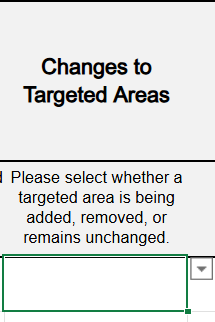 Changes to
Targeted Areas
Please select whether a
targeted area is being
added, removed, or
remains unchanged.